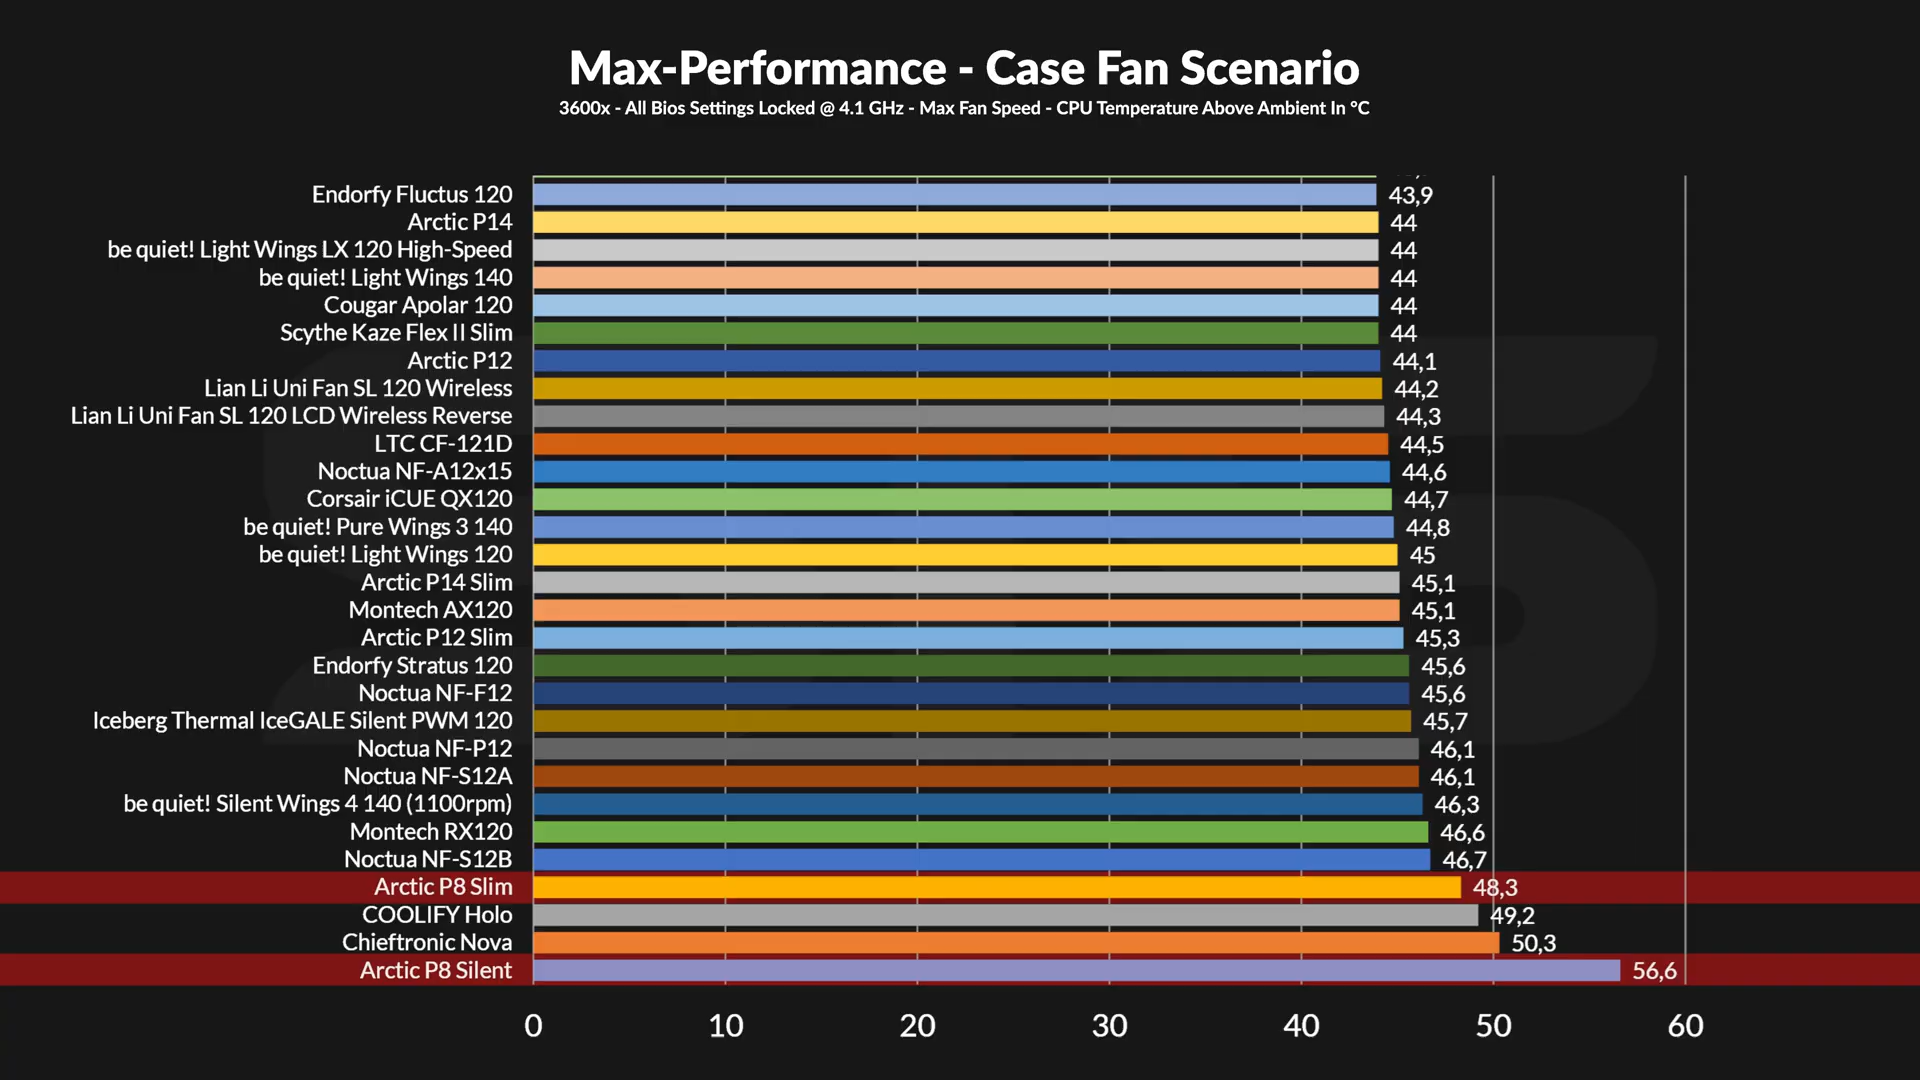 Max-Performance - Case Fan Scenario
3600x - All Bios Settings Locked @ 4.1 GHz - Max Fan Speed - CPU Temperature Above Ambient In °C
Endorfy Fluctus 120 43,9
Arctic P14 44
be quiet! Light Wings LX 120 High-Speed 44
be quiet! Light Wings 140 44
Cougar Apolar 120 44
Scythe Kaze Flex II Slim 44
Arctic P12 44,1
Lian Li Uni Fan SL 120 Wireless 44,2
Lian Li Uni Fan SL 120 LCD Wireless Reverse 44,3
LTC CF-121D 44,5
Noctua NF-A12x15 44,6
Corsair iCUE QX120 44,7
be quiet! Pure Wings 3 140 44,8
be quiet! Light Wings 120 45
Arctic P14 Slim 45,1
Montech AX120 45,1
Arctic P12 Slim 45,3
Endorfy Stratus 120 45,6
Noctua NF-F12 45,6
Iceberg Thermal IceGALE Silent PWM 120 45,7
Noctua NF-P12 46,1
Noctua NF-S12A 46,1
be quiet! Silent Wings 4 140 (1100rpm) 46,3
Montech RX120 46,6
Noctua NF-S12B 46,7
Arctic P8 Slim 48,3
COOLIFY Holo 49,2
Chieftronic Nova 50,3
Arctic P8 Silent 56,6
0 10 20 30 40 50 60